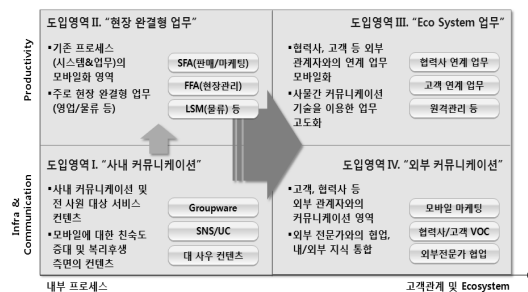 도입영역 II. “현장 완결형 업무”
▪기존 프로세스
(시스템&업무)의
모바일화 영역
▪주로 현장 완결형 업무
(영업/물류 등)
SFA(판매/마케팅)
FFA(현장관리)
LSM(물류) 등
도입영역 III. “Eco System 업무”
▪협력사, 고객 등 외부
관계자와의 연계 업무
모바일화
▪사물간 커뮤니케이션
기술을 이용한 업무
고도화
협력사 연계 업무
고객 연계 업무
원격관리 등
Productivity
도입영역 I. “사내 커뮤니케이션”
▪사내 커뮤니케이션 및
전 사원 대상 서비스
컨텐츠
▪모바일에 대한 친숙도
증대 및 복리후생
측면의 컨텐츠
Groupware
SNS/UC
대 사우 컨텐츠
도입영역 IV. “외부 커뮤니케이션”
▪고객, 협력사 등
외부 관계자와의
커뮤니케이션 영역
▪외부 전문가와의 협업,
내/외부 지식 통합
모바일 마케팅
협력사/고객 VOC
외부전문가 협업
Infra &
Communication
내부 프로세스
고객관계 및 Ecosystem